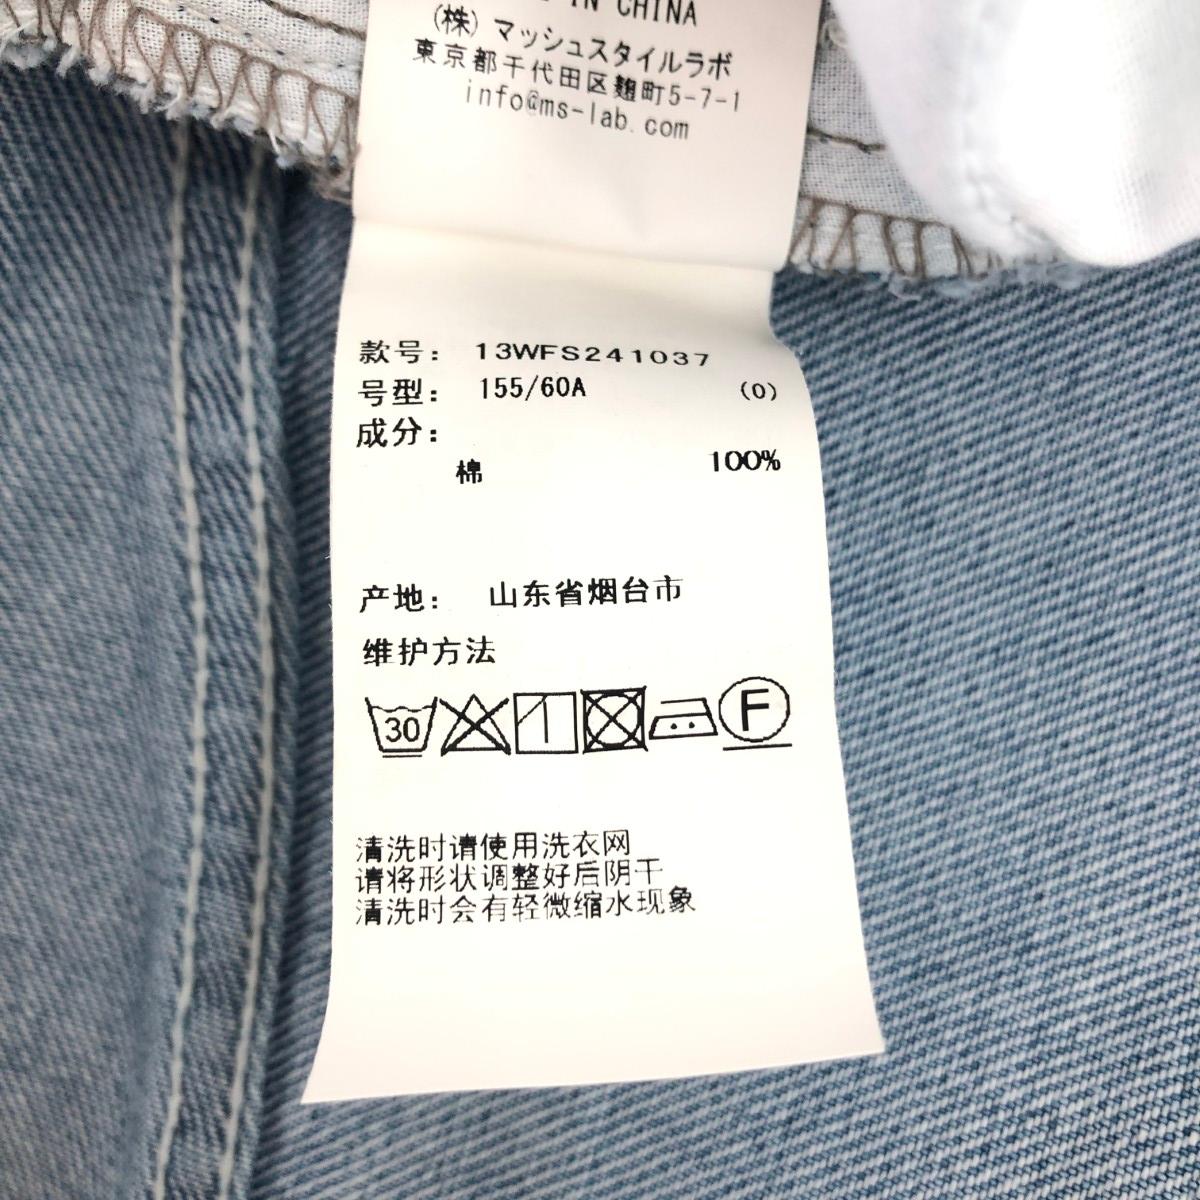 IN CHINA
(株) マッシュスタイルラボ
東京都千代田区麹町5-7-1
info@ms-lab.com
款号: 13WFS241037
号型: 155/60A (0)
成分:
棉 100%
产地: 山东省烟台市
维护方法
30 F
清洗时请使用洗衣网
请将形状调整好后阴干
清洗时会有轻微缩水现象